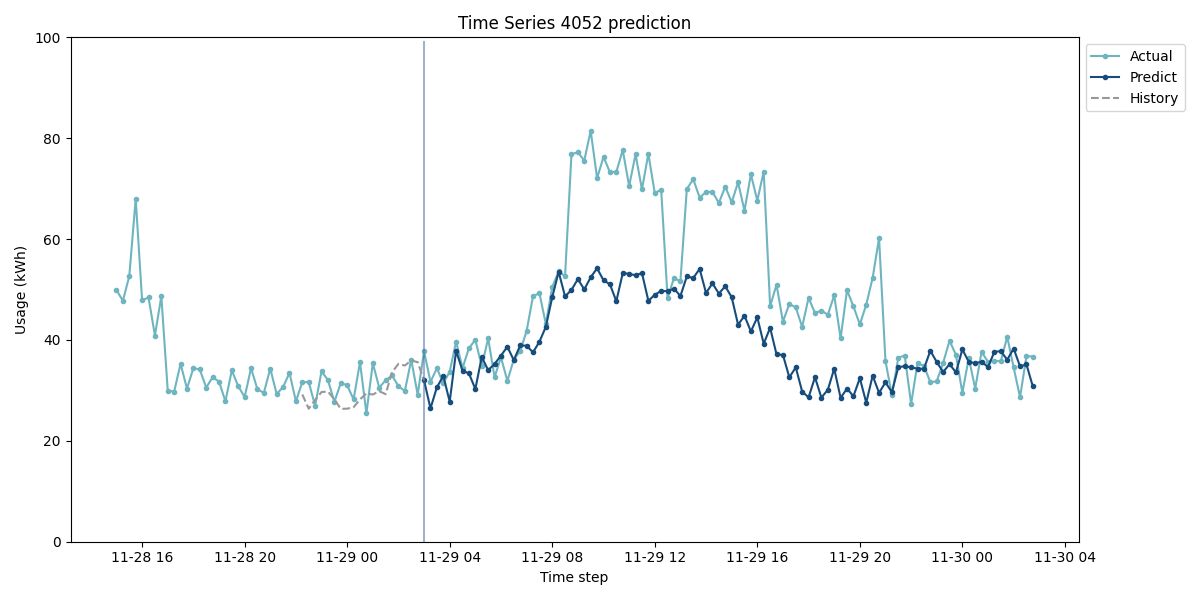 Time Series 4052 prediction
100
80
60
40
20
0
Usage (kWh)
11-28 16
11-28 20
11-29 00
11-29 04
11-29 08
11-29 12
11-29 16
11-29 20
11-30 00
11-30 04
Time step
Actual
Predict
History